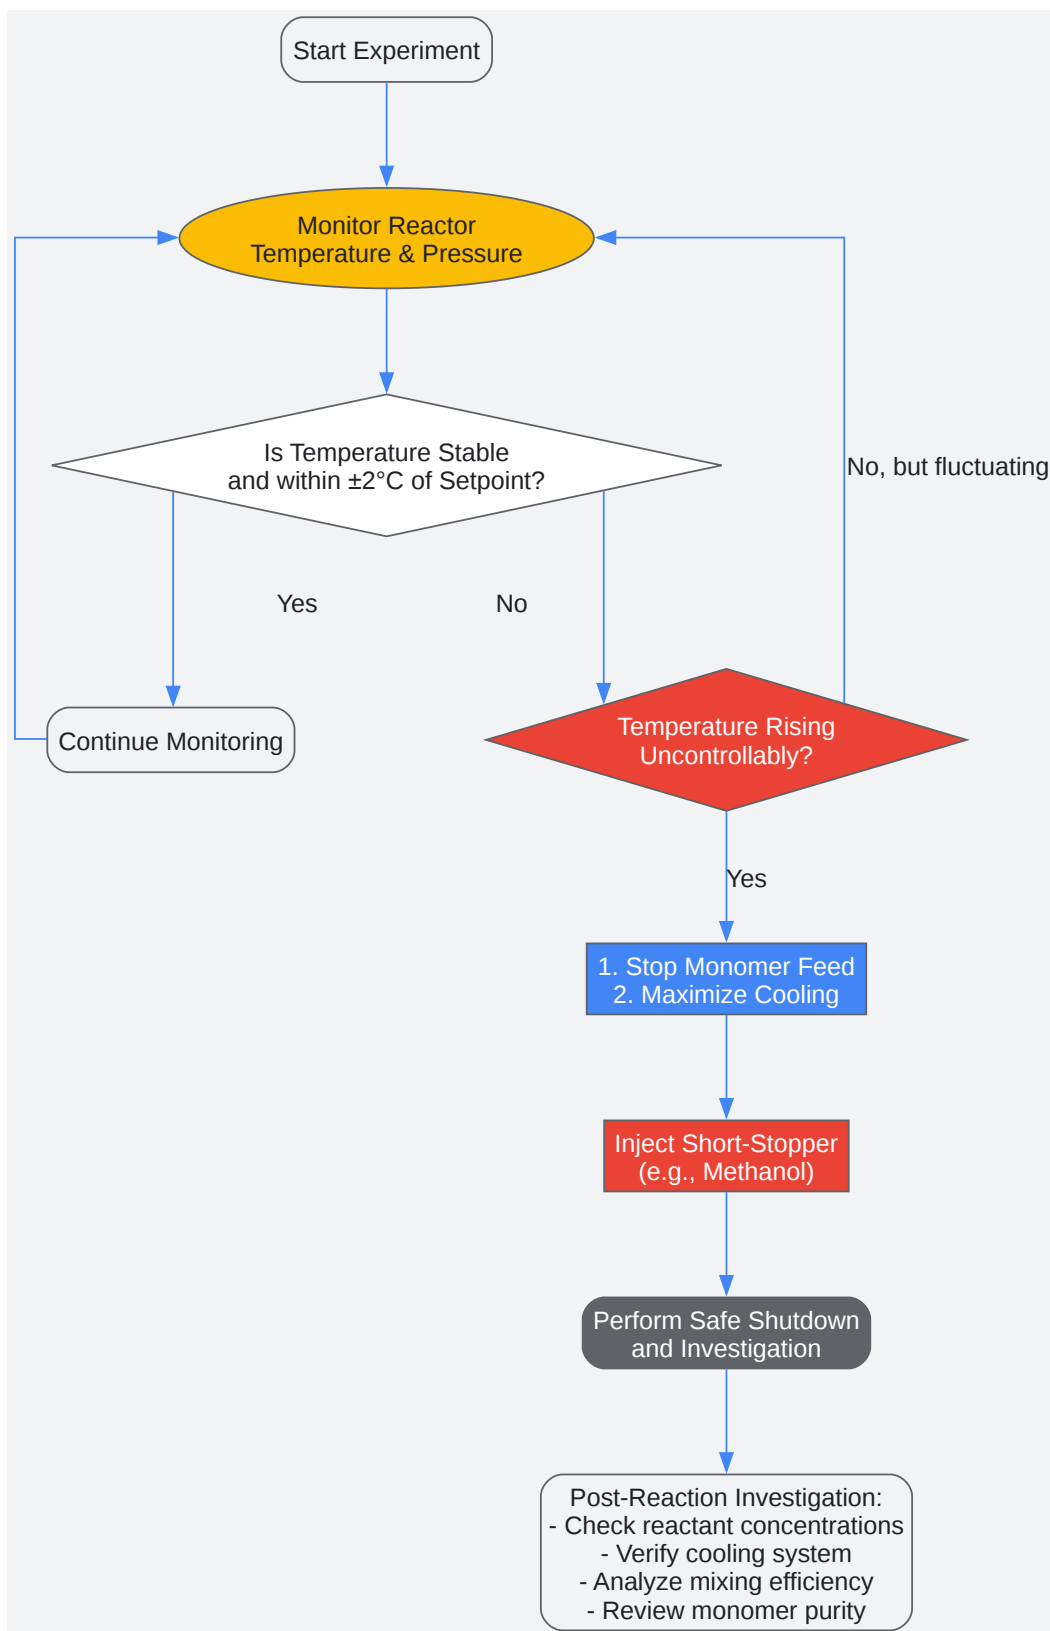 Start Experiment
Monitor Reactor
Temperature & Pressure
Is Temperature Stable
and within ±2°C of Setpoint?
No, but fluctuating
Yes
No
Continue Monitoring
Temperature Rising
Uncontrollably?
Yes
1. Stop Monomer Feed
2. Maximize Cooling
Inject Short-Stopper
(e.g., Methanol)
Perform Safe Shutdown
and Investigation
Post-Reaction Investigation:
- Check reactant concentrations
- Verify cooling system
- Analyze mixing efficiency
- Review monomer purity